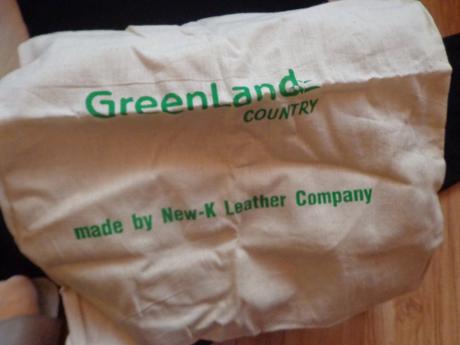 GreenLand
COUNTRY
made by New-K Leather Company